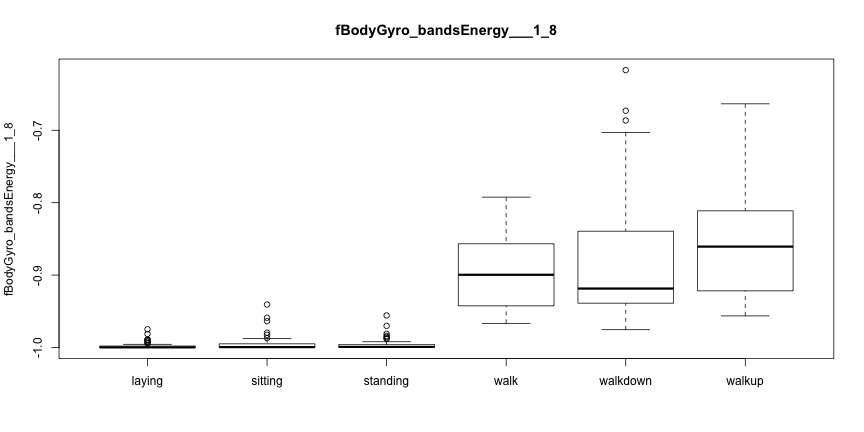 fBodyGyro_bandsEnergy___1_8
fBodyGyro_bandsEnergy___1_8
-0.7
-0.8
-0.9
-1.0
laying sitting standing walk walkdown walkup